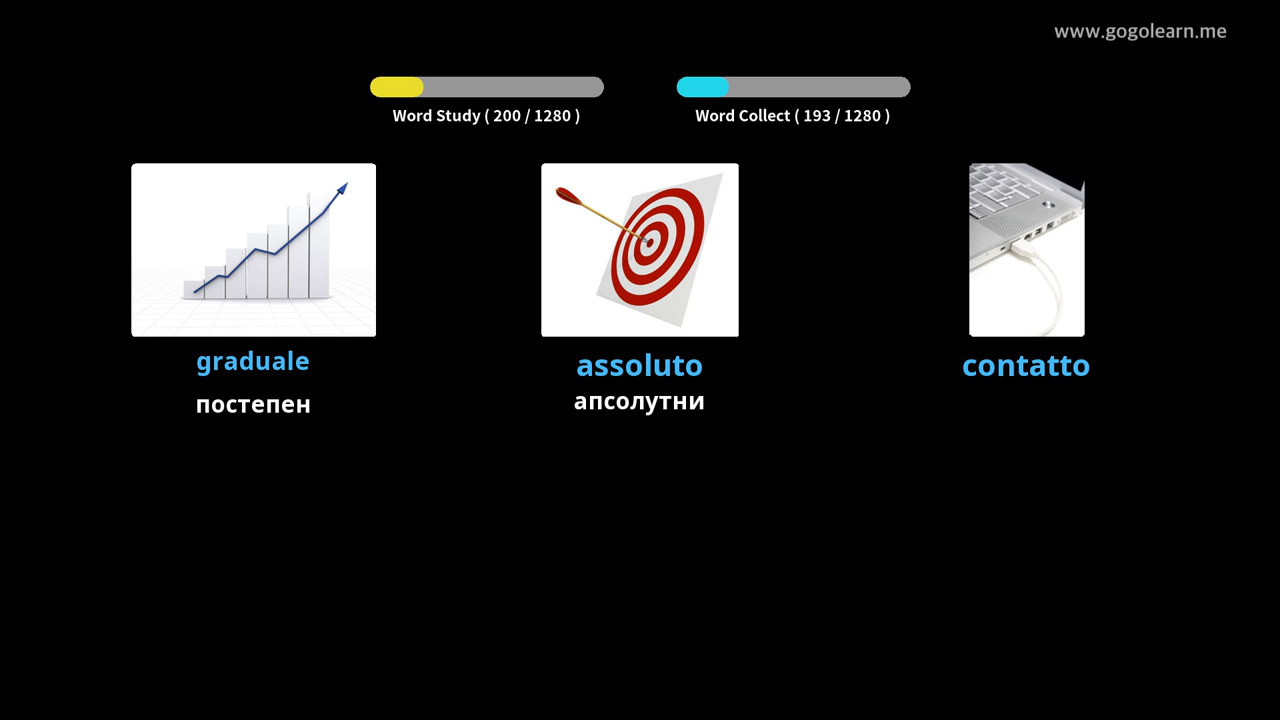 www.gogolearn.me
Word Study ( 200 / 1280 )
Word Collect ( 193 / 1280 )
graduale
assoluto
contatto
постепен
апсолутни